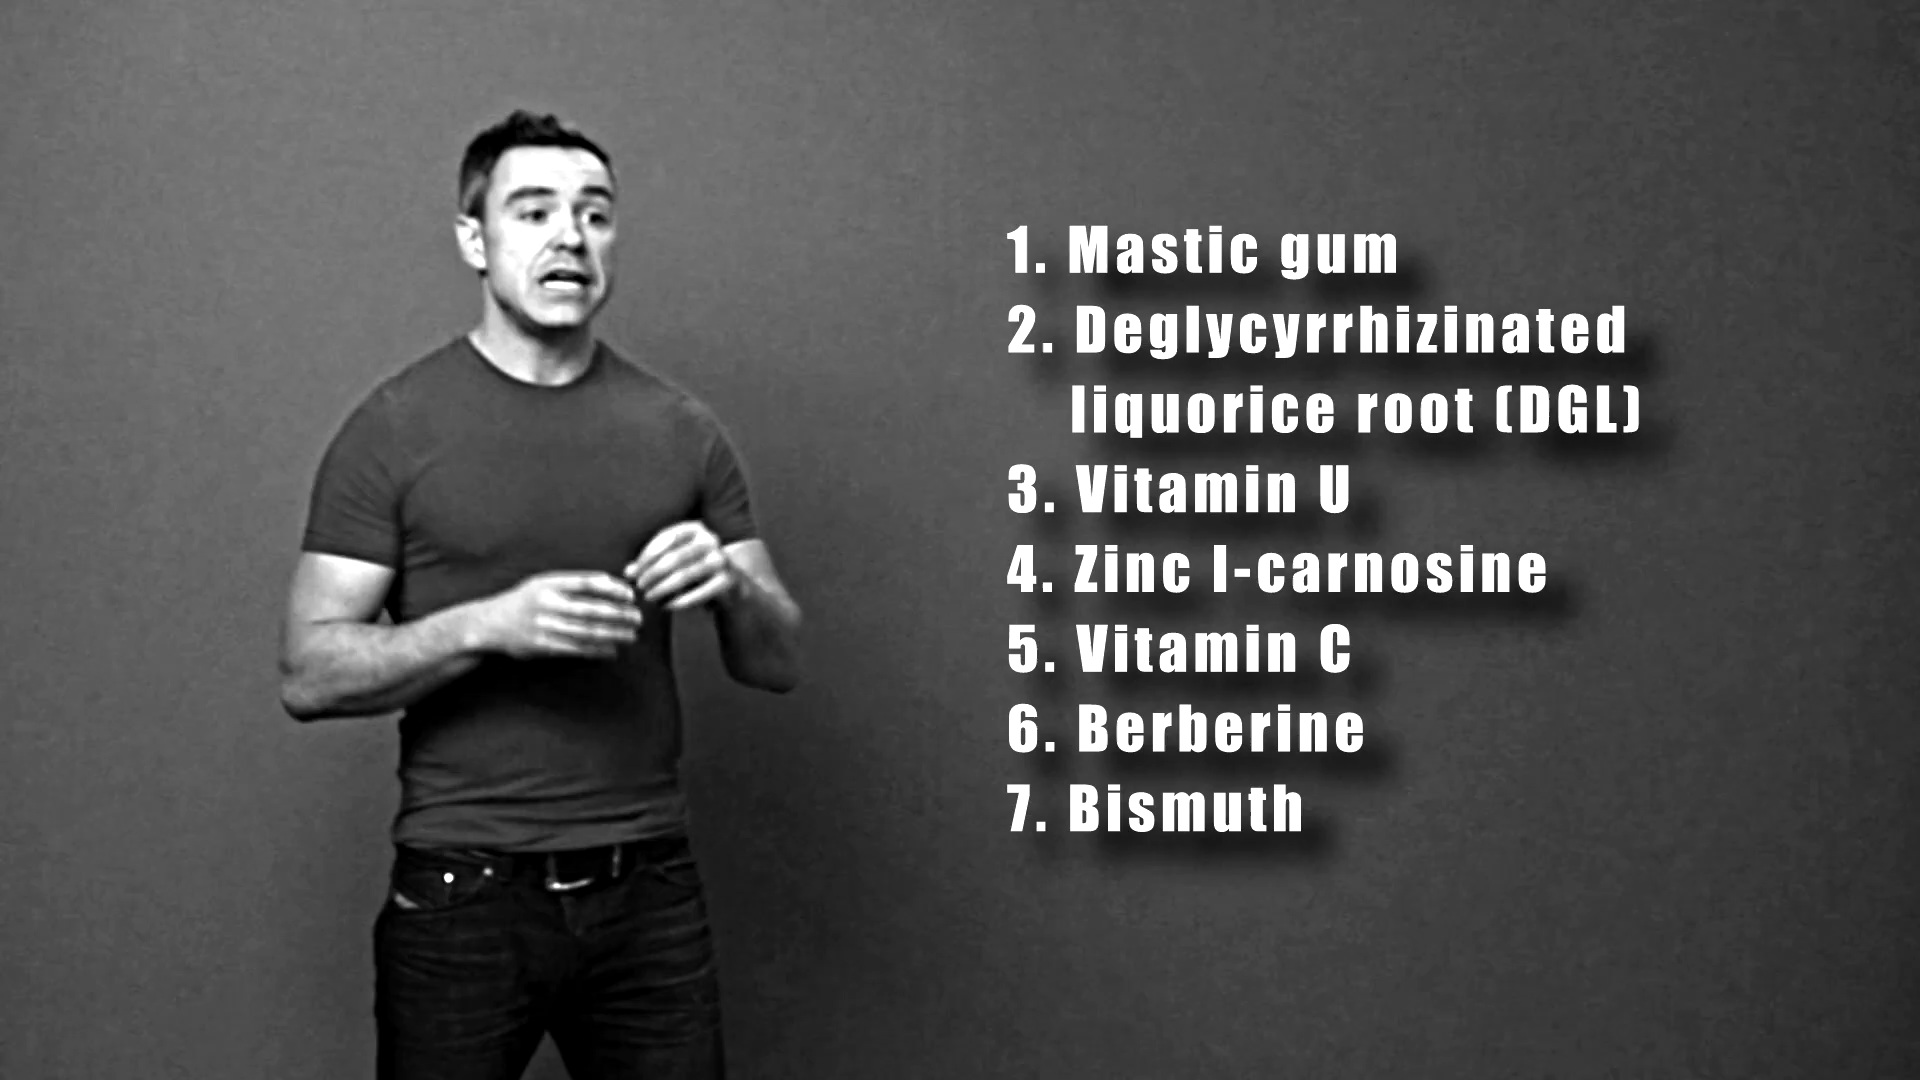 1. Mastic gum
2. Deglycyrrhizinated
liquorice root (DGL)
3. Vitamin U
4. Zinc l-carnosine
5. Vitamin C
6. Berberine
7. Bismuth